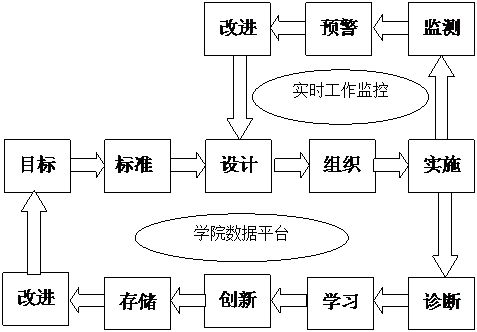 改进
预警
监测
实时工作监控
目标
标准
设计
组织
实施
学院数据平台
改进
存储
创新
学习
诊断